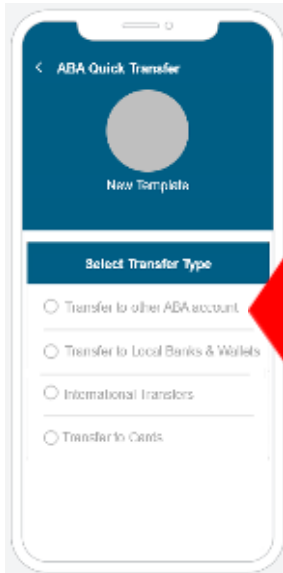 ABA Quick Transfer
New Template
Select Transfer Type
Transfer to other ABA account
Transfer to Local Banks & Wallets
International Transfers
Transfer to Cards